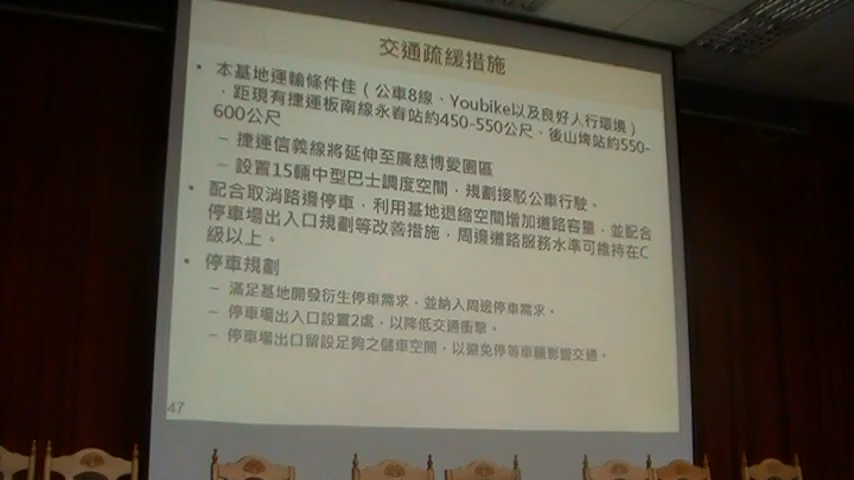 交通疏緩措施
• 本基地運輸條件佳（公車8線、Youbike以及良好人行環境）
，距現有捷運板南線永春站約450-550公尺、後山埤站約550-
600公尺
– 捷運信義線將延伸至廣慈博愛園區
– 設置15輛中型巴士調度空間，規劃接駁公車行駛。
• 配合取消路邊停車，利用基地退縮空間增加道路容量，並配合
停車場出入口規劃等改善措施，周邊道路服務水準可維持在C
級以上。
• 停車規劃
– 滿足基地開發衍生停車需求，並納入周邊停車需求。
– 停車場出入口設置2處，以降低交通衝擊。
– 停車場出口留設足夠之儲車空間，以避免停等車輛影響交通。
47